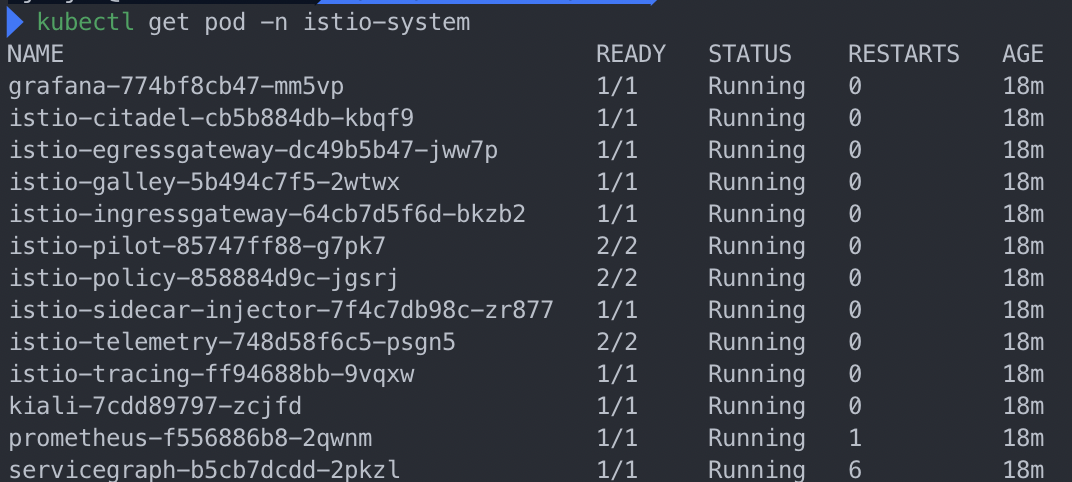 kubectl get pod -n istio-system
NAME READY STATUS RESTARTS AGE
grafana-774bf8cb47-mm5vp 1/1 Running 0 18m
istio-citadel-cb5b884db-kbqf9 1/1 Running 0 18m
istio-egressgateway-dc49b5b47-jww7p 1/1 Running 0 18m
istio-galley-5b494c7f5-2wtwx 1/1 Running 0 18m
istio-ingressgateway-64cb7d5f6d-bkzb2 1/1 Running 0 18m
istio-pilot-85747ff88-g7pk7 2/2 Running 0 18m
istio-policy-858884d9c-jgsrj 2/2 Running 0 18m
istio-sidecar-injector-7f4c7db98c-zr877 1/1 Running 0 18m
istio-telemetry-748d58f6c5-psgn5 2/2 Running 0 18m
istio-tracing-ff94688bb-9vqxw 1/1 Running 0 18m
kiali-7cdd89797-zcjfd 1/1 Running 0 18m
prometheus-f556886b8-2qwnm 1/1 Running 1 18m
servicegraph-b5cb7dcdd-2pkzl 1/1 Running 6 18m